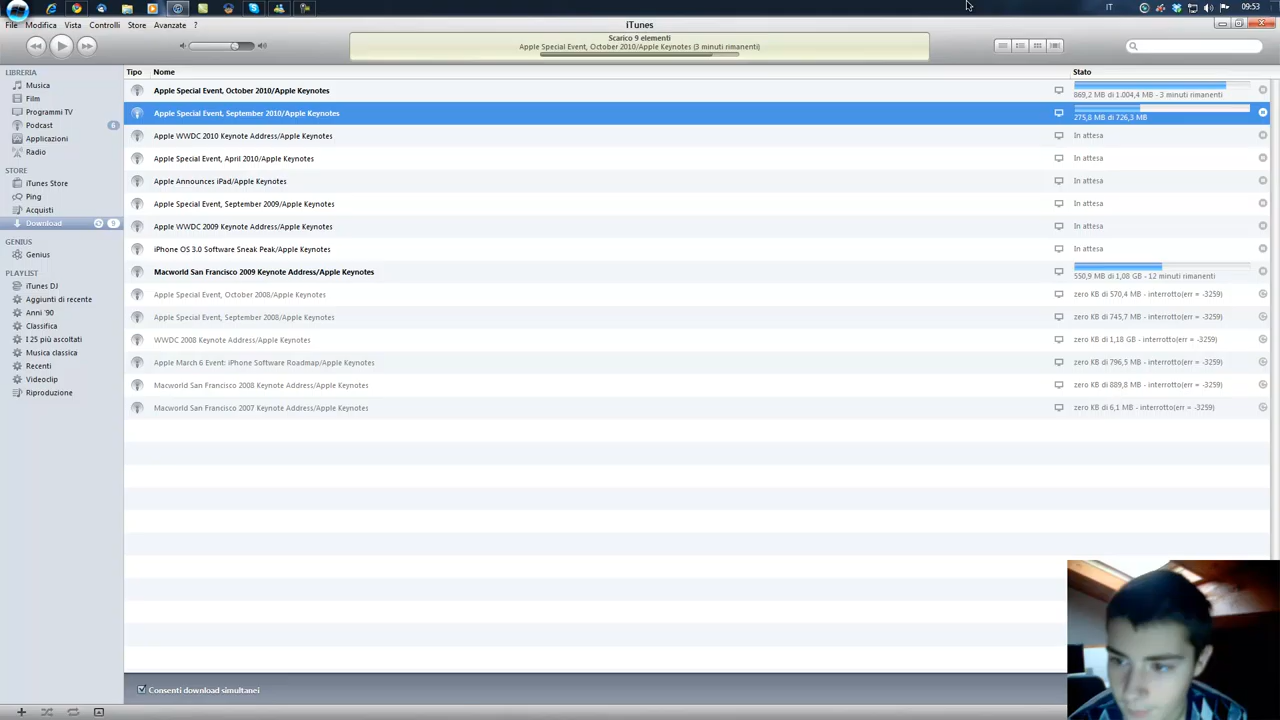 IT
09:53
File Modifica Vista Controlli Store Avanzate ?
iTunes
Scarico 9 elementi
Apple Special Event, October 2010/Apple Keynotes (3 minuti rimanenti)
LIBRERIA
Musica
Film
Programmi TV
Podcast 6
Applicazioni
Radio
STORE
iTunes Store
Ping
Acquisti
Download 9
GENIUS
Genius
PLAYLIST
iTunes DJ
Aggiunti di recente
Anni '90
Classifica
I 25 più ascoltati
Musica classica
Recenti
Videoclip
Riproduzione
Tipo Nome Stato
Apple Special Event, October 2010/Apple Keynotes 869,2 MB di 1.004,4 MB - 3 minuti rimanenti
Apple Special Event, September 2010/Apple Keynotes 275,8 MB di 726,3 MB
Apple WWDC 2010 Keynote Address/Apple Keynotes In attesa
Apple Special Event, April 2010/Apple Keynotes In attesa
Apple Announces iPad/Apple Keynotes In attesa
Apple Special Event, September 2009/Apple Keynotes In attesa
Apple WWDC 2009 Keynote Address/Apple Keynotes In attesa
iPhone OS 3.0 Software Sneak Peak/Apple Keynotes In attesa
Macworld San Francisco 2009 Keynote Address/Apple Keynotes 550,9 MB di 1,08 GB - 12 minuti rimanenti
Apple Special Event, October 2008/Apple Keynotes zero KB di 570,4 MB - interrotto(err = -3259)
Apple Special Event, September 2008/Apple Keynotes zero KB di 745,7 MB - interrotto(err = -3259)
WWDC 2008 Keynote Address/Apple Keynotes zero KB di 1,18 GB - interrotto(err = -3259)
Apple March 6 Event: iPhone Software Roadmap/Apple Keynotes zero KB di 796,5 MB - interrotto(err = -3259)
Macworld San Francisco 2008 Keynote Address/Apple Keynotes zero KB di 889,8 MB - interrotto(err = -3259)
Macworld San Francisco 2007 Keynote Address/Apple Keynotes zero KB di 6,1 MB - interrotto(err = -3259)
Consenti download simultanei